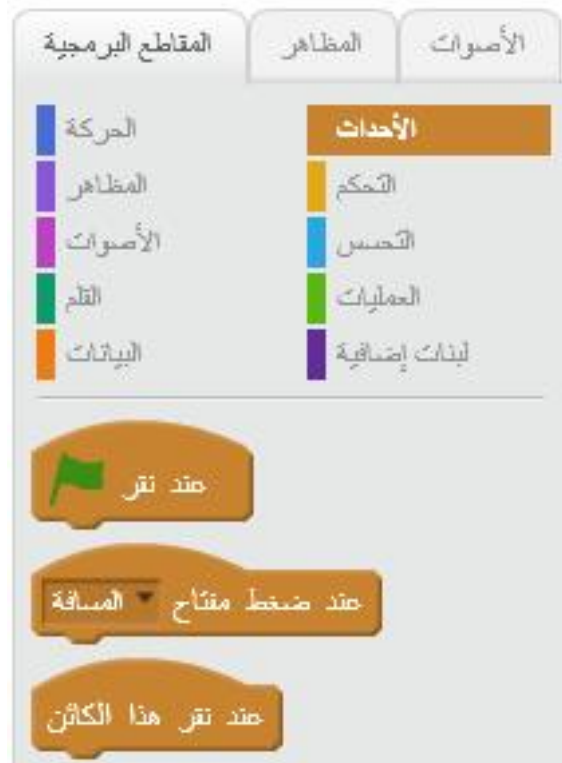 المقاطع البرمجية المظاهر الأصوات
الحركة الأحداث
المظاهر التحكم
الأصوات التحسس
القلم العمليات
البيانات لبنات إضافية
عند نقر
عند ضغط مفتاح المسافة
عند نقر هذا الكائن